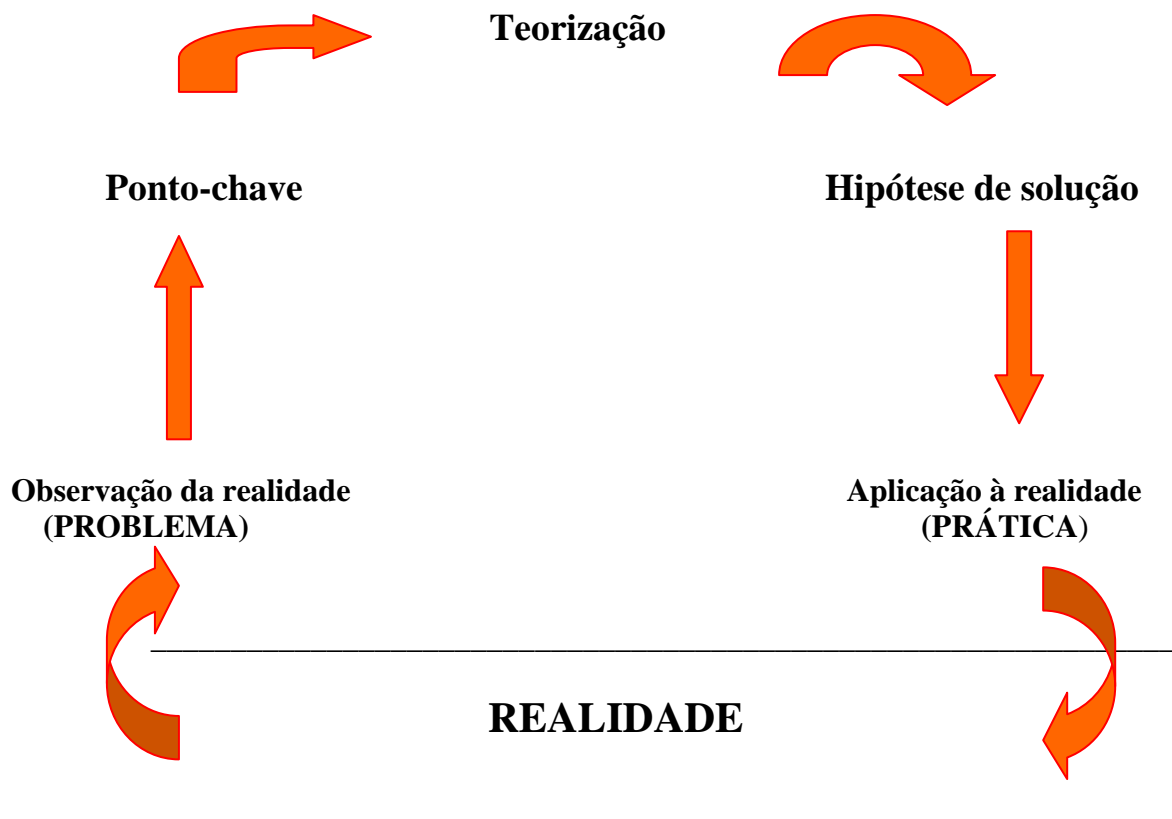 Teorização
Ponto-chave
Hipótese de solução
Observação da realidade
(PROBLEMA)
Aplicação à realidade
(PRÁTICA)
REALIDADE